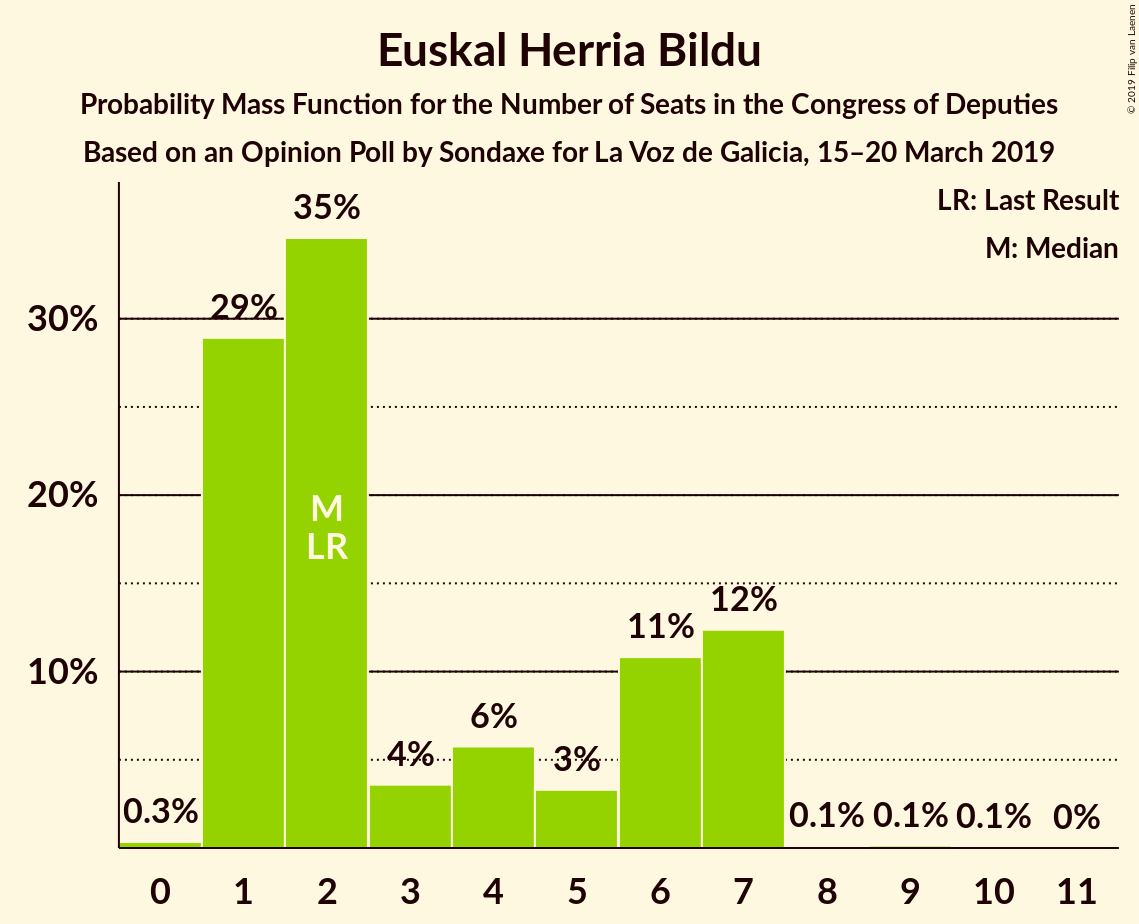 Euskal Herria Bildu
Probability Mass Function for the Number of Seats in the Congress of Deputies
Based on an Opinion Poll by Sondaxe for La Voz de Galicia, 15–20 March 2019
© 2019 Filip van Laenen
LR: Last Result
M: Median
30%
20%
10%
0.3%
29%
35%
M
LR
4%
6%
3%
11%
12%
0.1%
0.1%
0.1%
0%
0 1 2 3 4 5 6 7 8 9 10 11